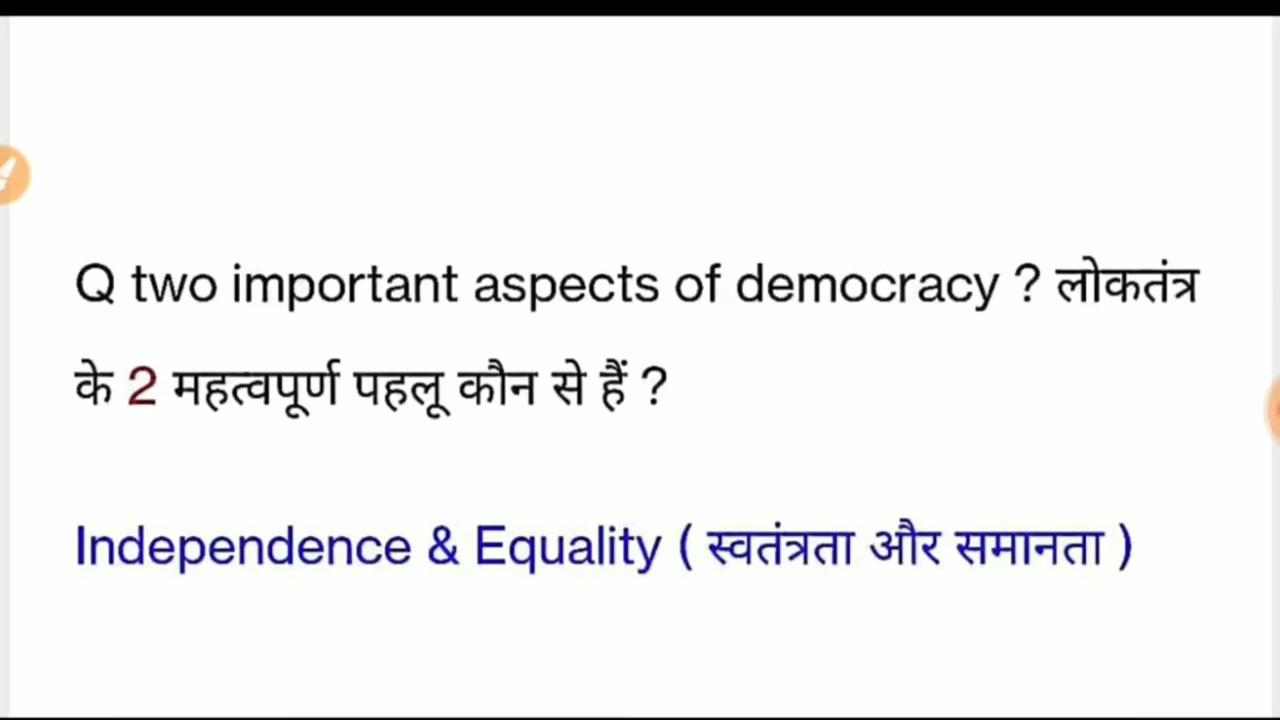 Q two important aspects of democracy ? लोकतंत्र
के 2 महत्वपूर्ण पहलू कौन से हैं ?
Independence & Equality ( स्वतंत्रता और समानता )